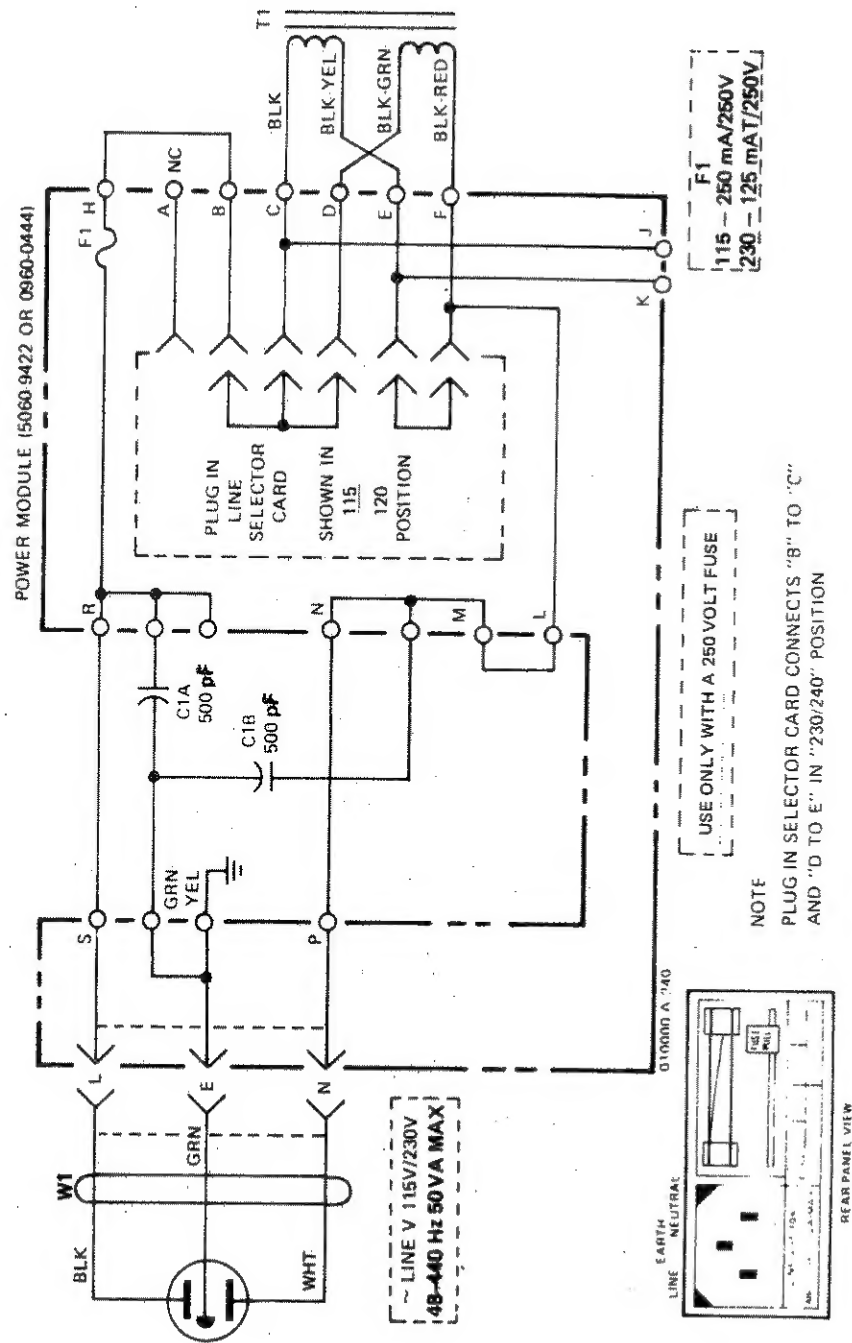 POWER MODULE (5060-9422 OR 0960-0444)
T1
BLK
BLK-YEL
BLK-GRN
BLK-RED
F1
H
A
NC
B
C
D
E
F
J
K
PLUG IN
LINE
SELECTOR
CARD
SHOWN IN
115
120
POSITION
R
C1A
500 pF
C1B
500 pF
N
M
L
S
GRN
YEL
P
L
E
N
W1
BLK
GRN
WHT
~ LINE V 115V/230V
48-440 Hz 50 VA MAX
F1
115 – 250 mA/250V
230 – 125 mAT/250V
USE ONLY WITH A 250 VOLT FUSE
NOTE
PLUG IN SELECTOR CARD CONNECTS "B" TO "C"
AND "D TO E" IN "230/240" POSITION
LINE
EARTH
NEUTRAL
FUSE
PULL
REAR PANEL VIEW